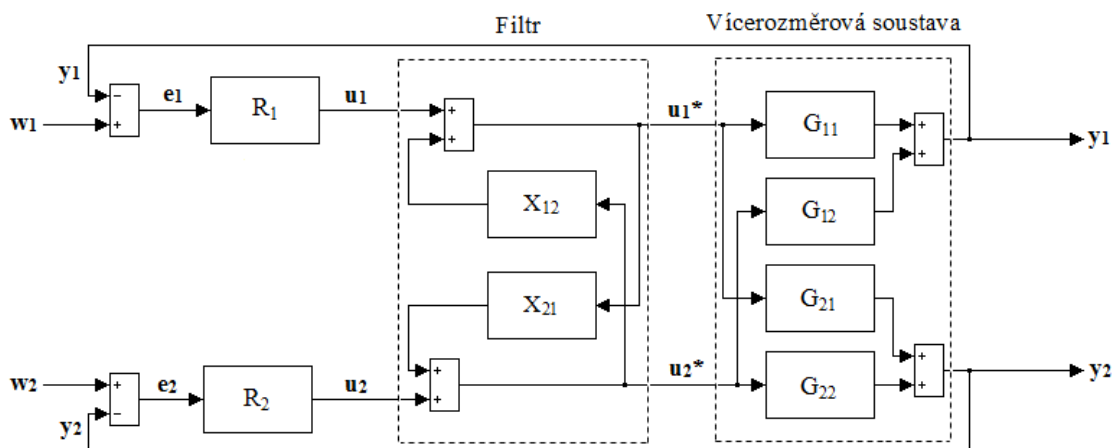 Filtr
Vícerozměrová soustava
y1
e1
R1
u1
+
+
−
+
w1
u1*
G11
+
+
y1
X12
G12
X21
G21
w2
+
−
e2
R2
u2
+
+
u2*
G22
+
+
y2
y2